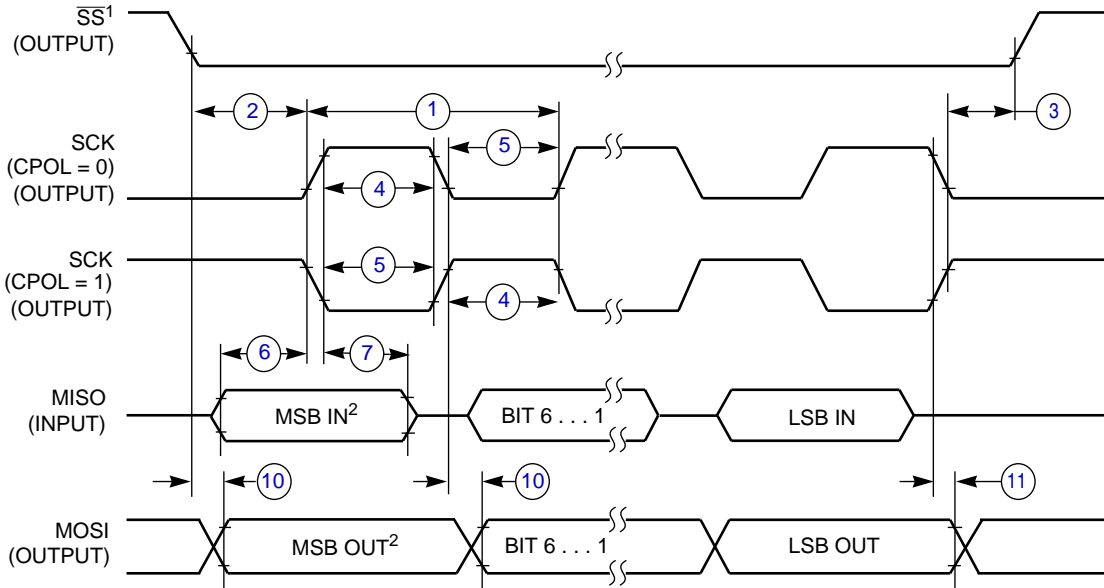 SS¹
(OUTPUT)
2
1
3
SCK
(CPOL = 0)
(OUTPUT)
5
4
SCK
(CPOL = 1)
(OUTPUT)
5
4
6
7
MISO
(INPUT)
MSB IN²
BIT 6 . . . 1
LSB IN
10
10
11
MOSI
(OUTPUT)
MSB OUT²
BIT 6 . . . 1
LSB OUT